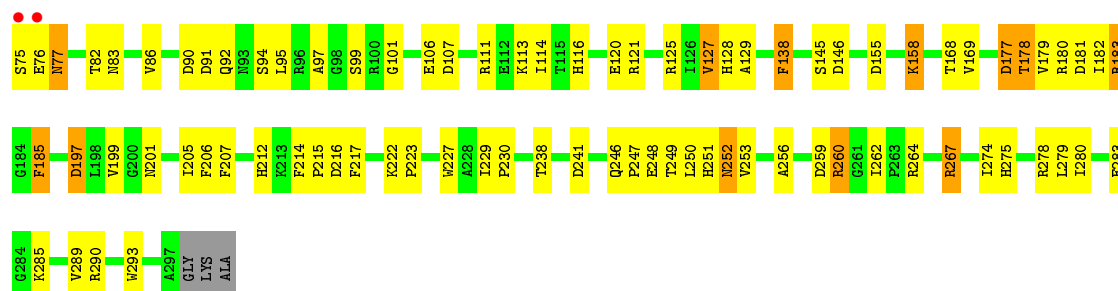 S75 E76 N77 T82 N83 V86 D90 D91 Q92 N93 S94 L95 R96 A97 G98 S99 R100 G101 E106 D107 R111 E112 K113 I114 T115 H116 E120 R121 R125 I126 V127 H128 A129 F138 S145 D146 D155 K158 T168 V169 D177 T178 V179 R180 D181 I182
G184 F185 D197 L198 V199 G200 N201 I205 F206 F207 H212 K213 F214 P215 D216 F217 K222 P223 W227 A228 I229 P230 T238 D241 Q246 P247 E248 T249 L250 H251 N252 V253 A256 D259 R260 G261 I262 P263 R264 R267 I274 H275 R278 L279 I280
G284 K285 V289 R290 W293 A297 GLY LYS ALA